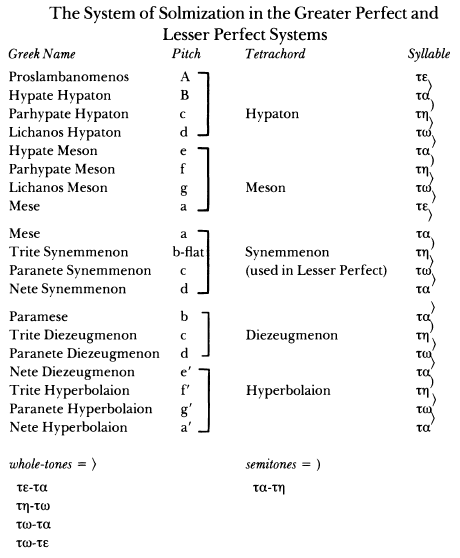 The System of Solmization in the Greater Perfect and
Lesser Perfect Systems
Greek Name Pitch Tetrachord Syllable
Proslambanomenos A τε
Hypate Hypaton B τα
Parhypate Hypaton c Hypaton τη
Lichanos Hypaton d τω
Hypate Meson e τα
Parhypate Meson f τη
Lichanos Meson g Meson τω
Mese a τε
Mese a τα
Trite Synemmenon b-flat Synemmenon τη
Paranete Synemmenon c (used in Lesser Perfect) τω
Nete Synemmenon d τα
Paramese b τα
Trite Diezeugmenon c Diezeugmenon τη
Paranete Diezeugmenon d τω
Nete Diezeugmenon e' τα
Trite Hyperbolaion f' Hyperbolaion τη
Paranete Hyperbolaion g' τω
Nete Hyperbolaion a' τα
whole-tones = 〉 semitones = )
τε-τα τα-τη
τη-τω
τω-τα
τω-τε